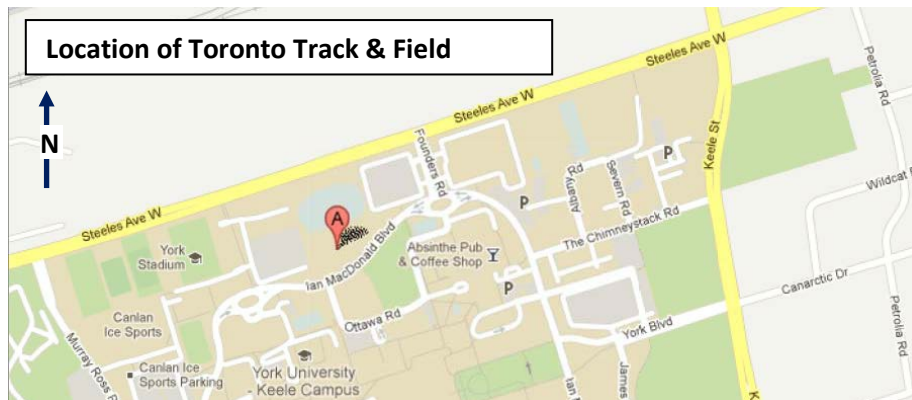 Location of Toronto Track & Field
N
Steeles Ave W
Steeles Ave W
Steeles Ave W
Petrolia Rd
Keele St
Founders Rd
P
Albany Rd
Severn Rd
P
Wildcat
A
York
Stadium
Ian MacDonald Blvd
Absinthe Pub
& Coffee Shop
The Chimneystack Rd
P
Canarctic Dr
Canlan
Ice Sports
Ottawa Rd
York Blvd
Petrolia Rd
Murray Ross P
Canlan Ice
Sports Parking
York University
- Keele Campus
Ian M
James
Ke